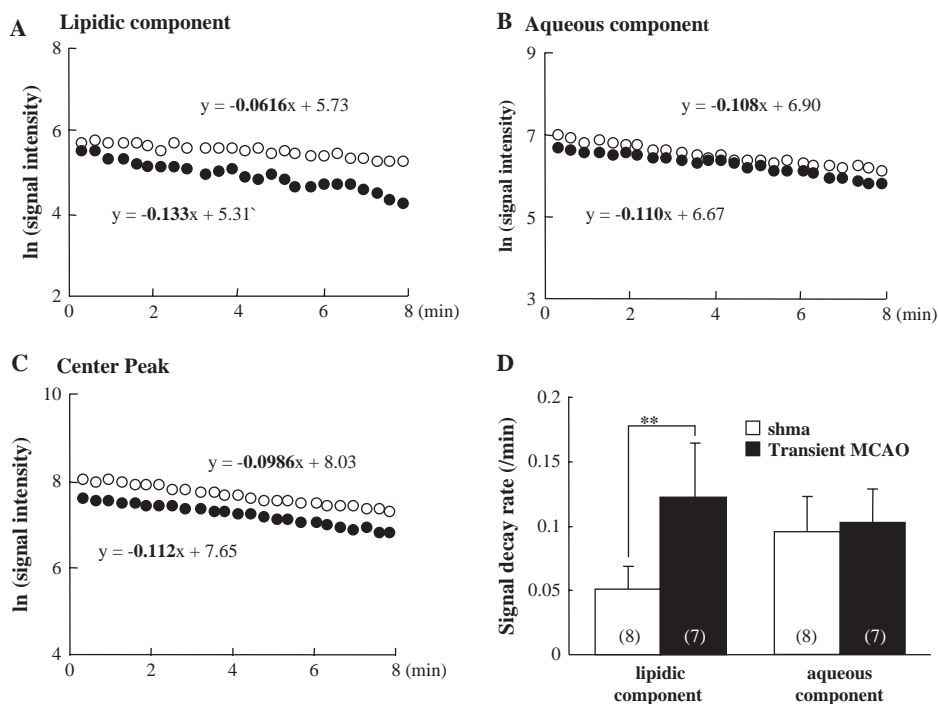 A Lipidic component
ln (signal intensity)
8
6
4
2
y = -0.0616x + 5.73
y = -0.133x + 5.31`
0 2 4 6 8 (min)
B Aqueous component
ln (signal intensity)
9
7
5
3
y = -0.108x + 6.90
y = -0.110x + 6.67
0 2 4 6 8 (min)
C Center Peak
ln (signal intensity)
10
8
6
4
y = -0.0986x + 8.03
y = -0.112x + 7.65
0 2 4 6 8 (min)
D
Signal decay rate (/min)
0.2
0.15
0.1
0.05
0
**
shma
Transient MCAO
(8) (7) (8) (7)
lipidic
component
aqueous
component